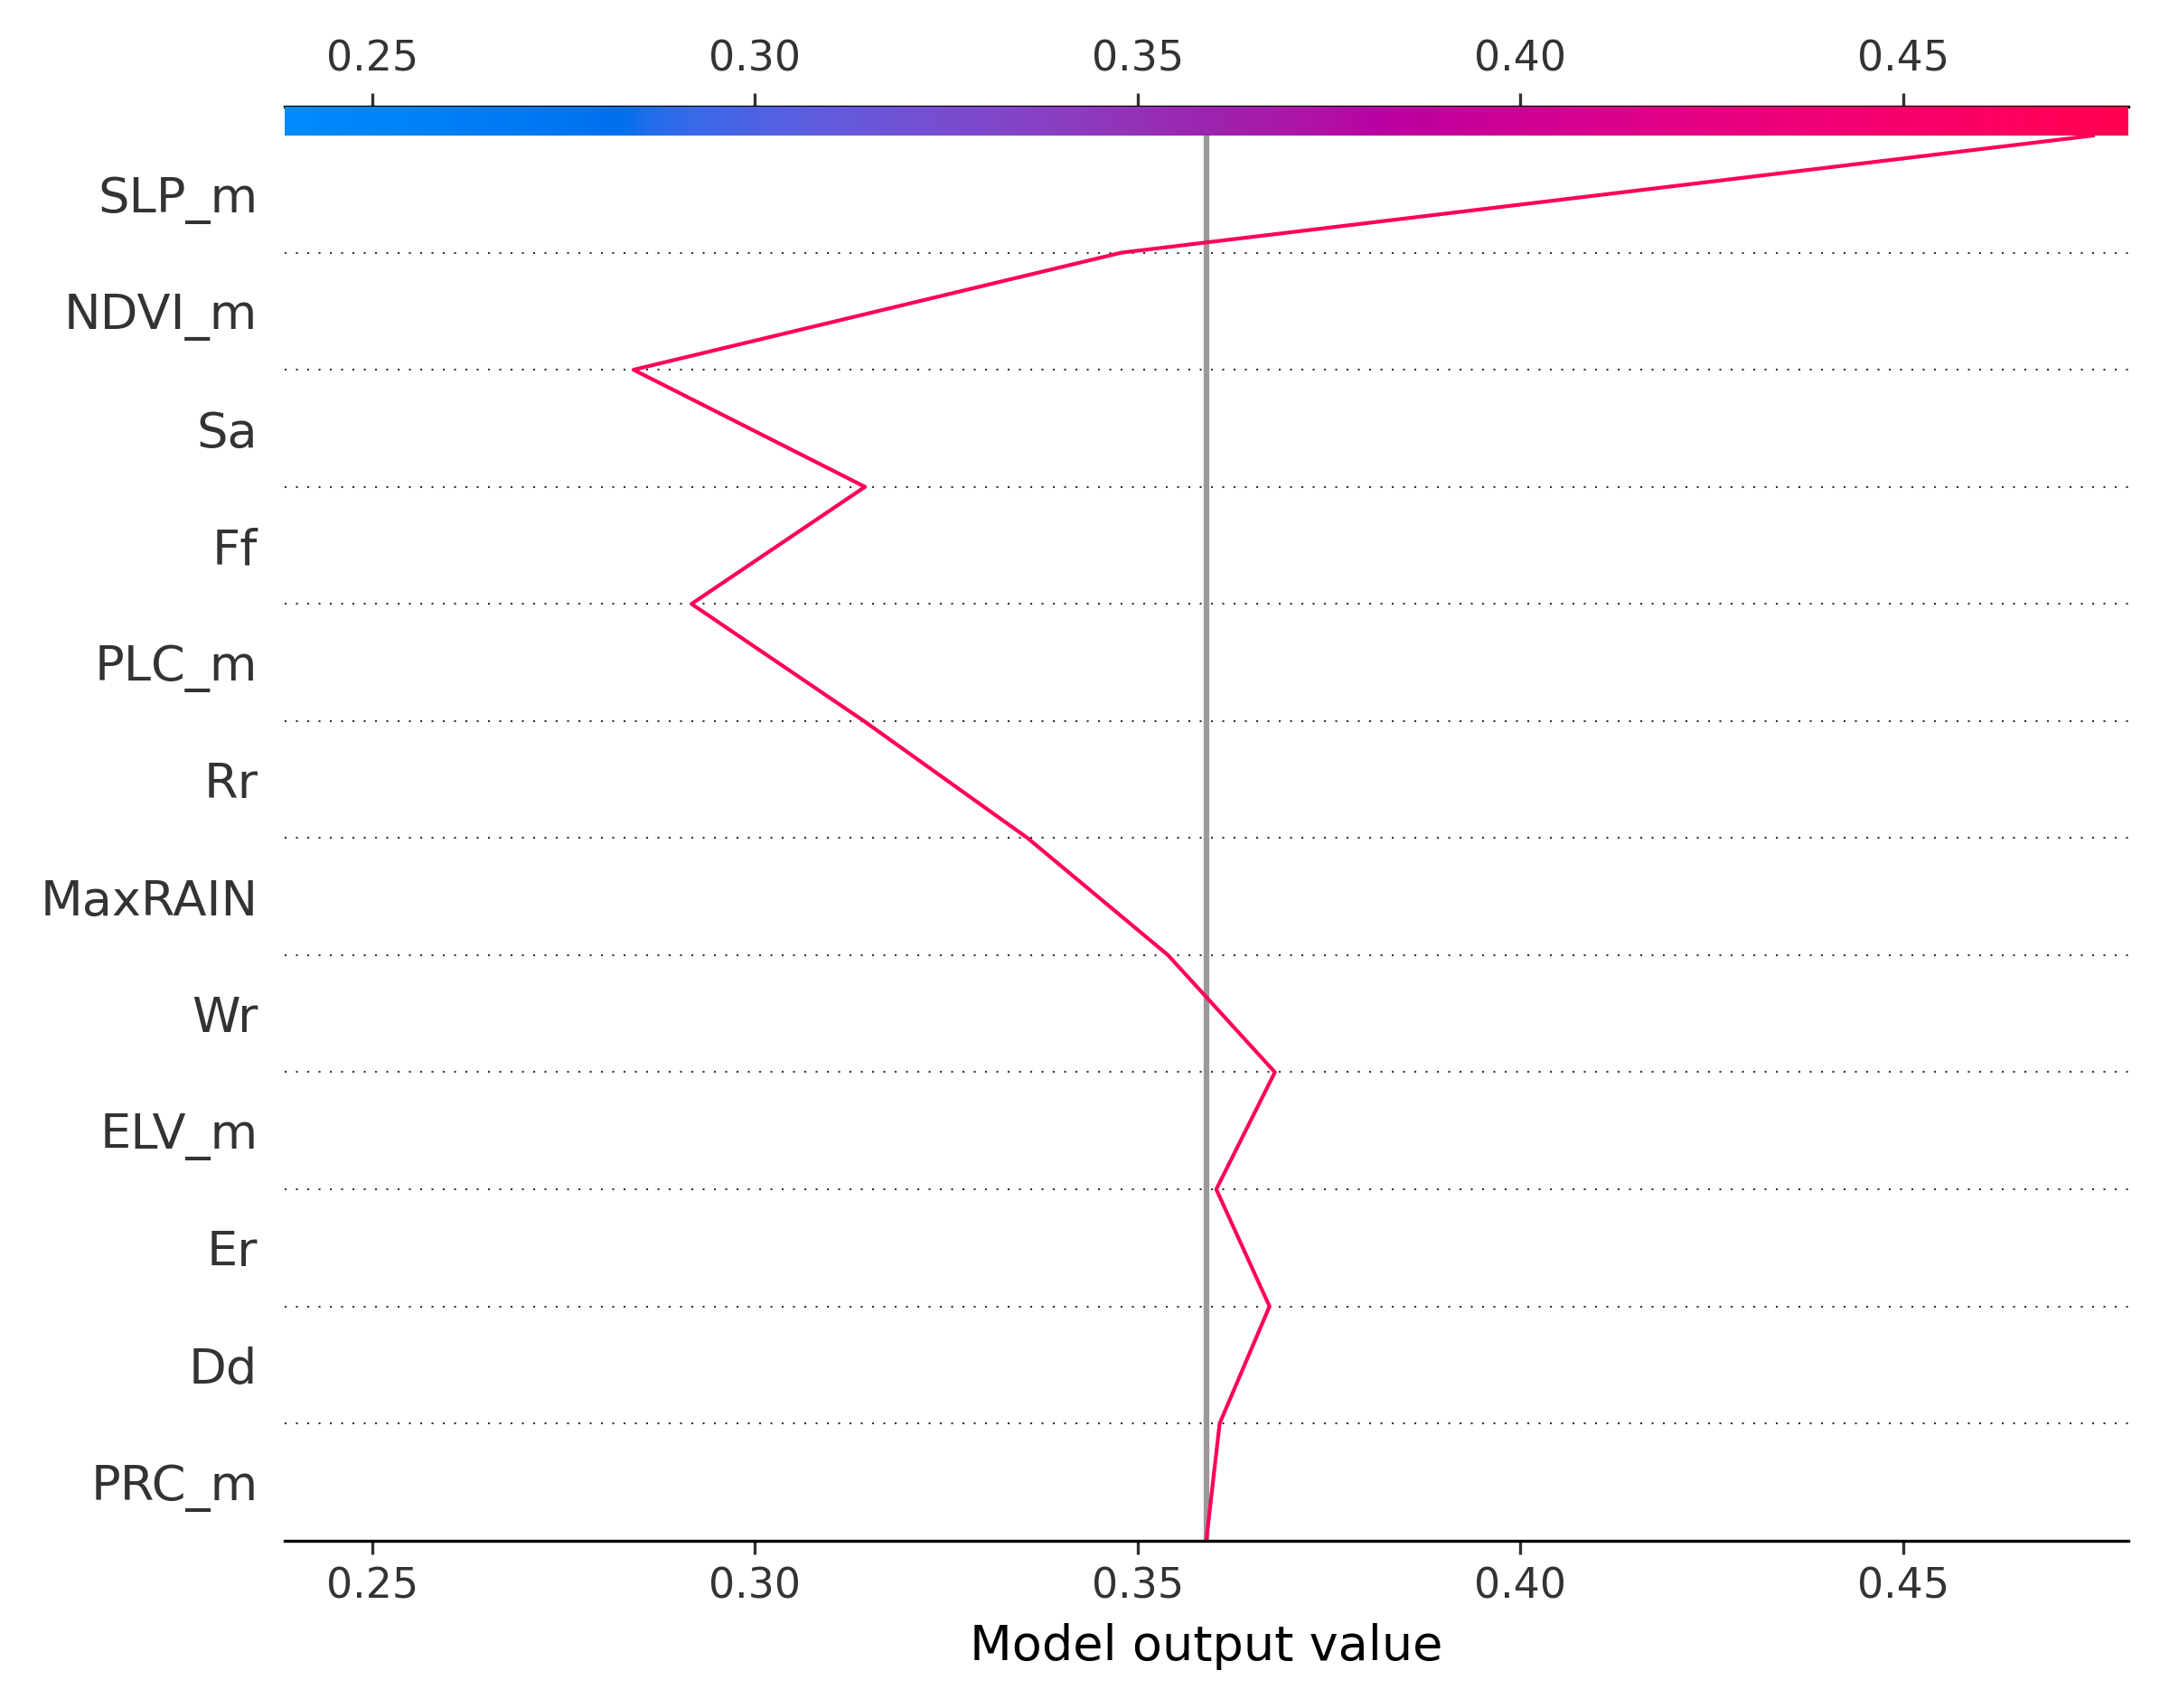 0.25 0.30 0.35 0.40 0.45
SLP_m
NDVI_m
Sa
Ff
PLC_m
Rr
MaxRAIN
Wr
ELV_m
Er
Dd
PRC_m
0.25 0.30 0.35 0.40 0.45
Model output value